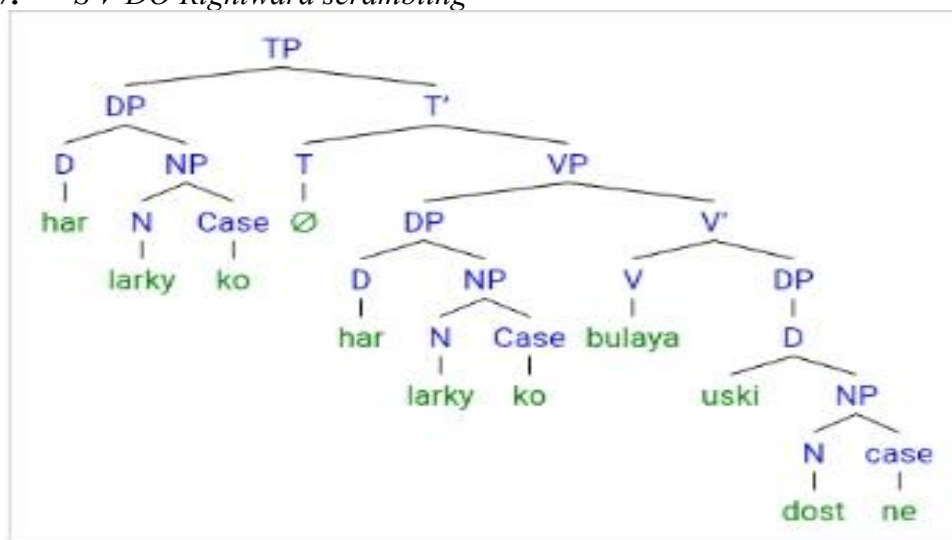 S V DO Rightward scrambling
TP
DP T'
D NP T VP
har N Case Ø DP V'
larky ko D NP V DP
har N Case bulaya D
larky ko uski NP
N case
dost ne